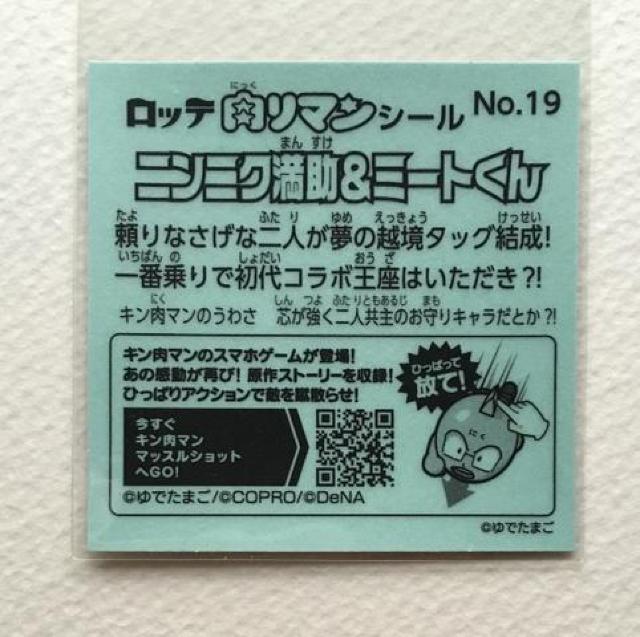 ロッテ 肉リマンシール No.19
ニンニク満助&ミートくん
頼りなさげな二人が夢の越境タッグ結成!
一番乗りで初代コラボ王座はいただき?!
キン肉マンのうわさ 芯が強く二人共主のお守りキャラだとか?!
キン肉マンのスマホゲームが登場!
あの感動が再び! 原作ストーリーを収録!
ひっぱりアクションで敵を蹴散らせ!
ひっぱって
放て!
今すぐ
キン肉マン
マッスルショット
へGO!
にく
©ゆでたまご/©COPRO/©DeNA
©ゆでたまご